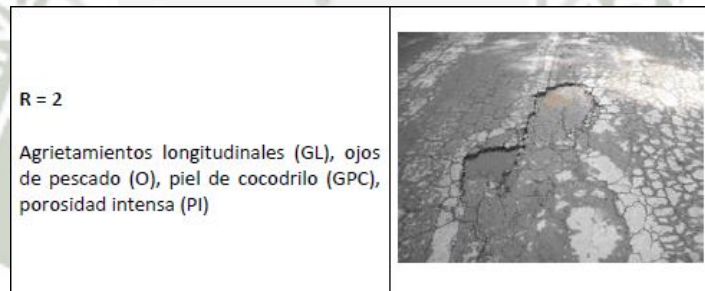 R = 2
Agrietamientos longitudinales (GL), ojos
de pescado (O), piel de cocodrilo (GPC),
porosidad intensa (PI)